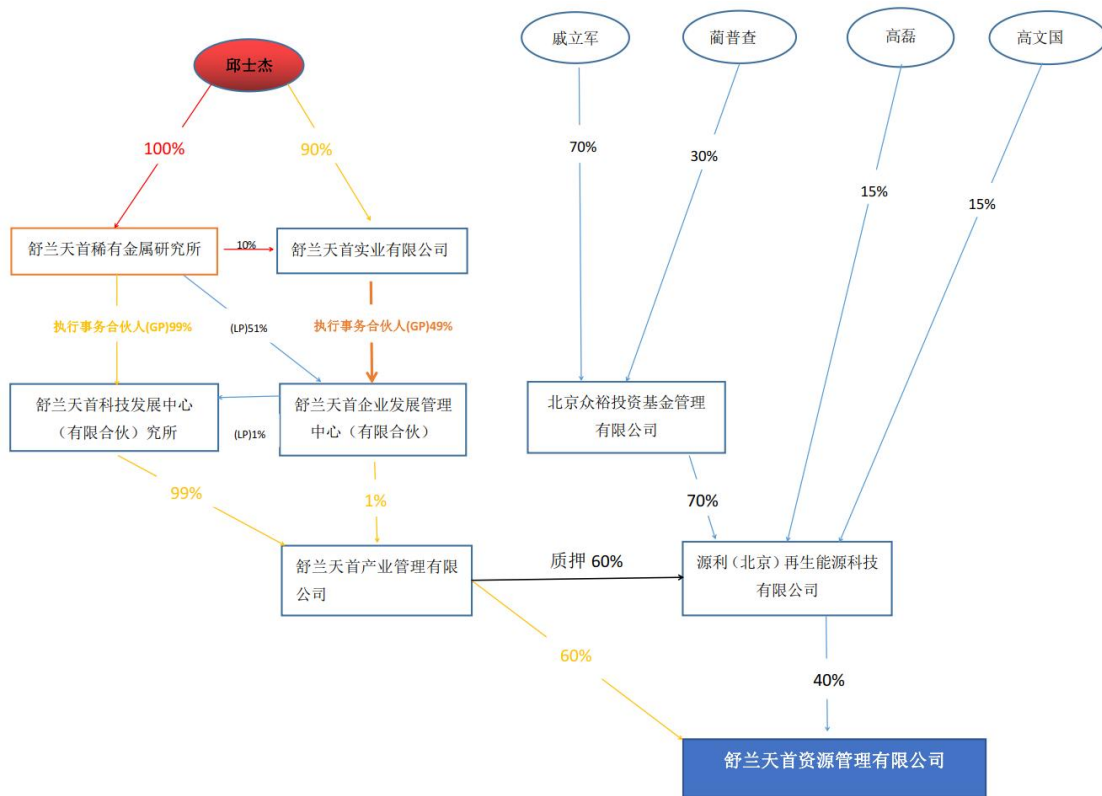 邱士杰
戚立军
蔺普查
高磊
高文国
100%
90%
70%
30%
15%
15%
舒兰天首稀有金属研究所
10%
舒兰天首实业有限公司
执行事务合伙人(GP)99%
(LP)51%
执行事务合伙人(GP)49%
舒兰天首科技发展中心
（有限合伙）究所
(LP)1%
舒兰天首企业发展管理
中心（有限合伙）
北京众裕投资基金管理
有限公司
99%
1%
70%
舒兰天首产业管理有限
公司
质押 60%
源利（北京）再生能源科技
有限公司
60%
40%
舒兰天首资源管理有限公司